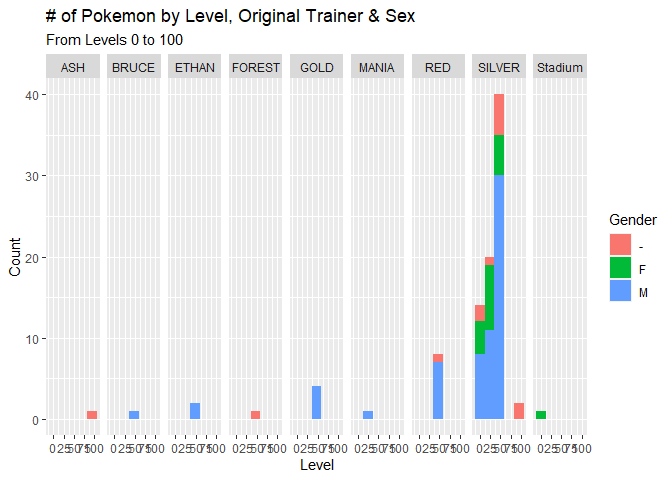 # of Pokemon by Level, Original Trainer & Sex
From Levels 0 to 100
ASH BRUCE ETHAN FOREST GOLD MANIA RED SILVER Stadium
40
30
20
10
0
Count
0 25 50 75 100 0 25 50 75 100 0 25 50 75 100 0 25 50 75 100 0 25 50 75 100 0 25 50 75 100 0 25 50 75 100 0 25 50 75 100 0 25 50 75 100
Level
Gender
-
F
M